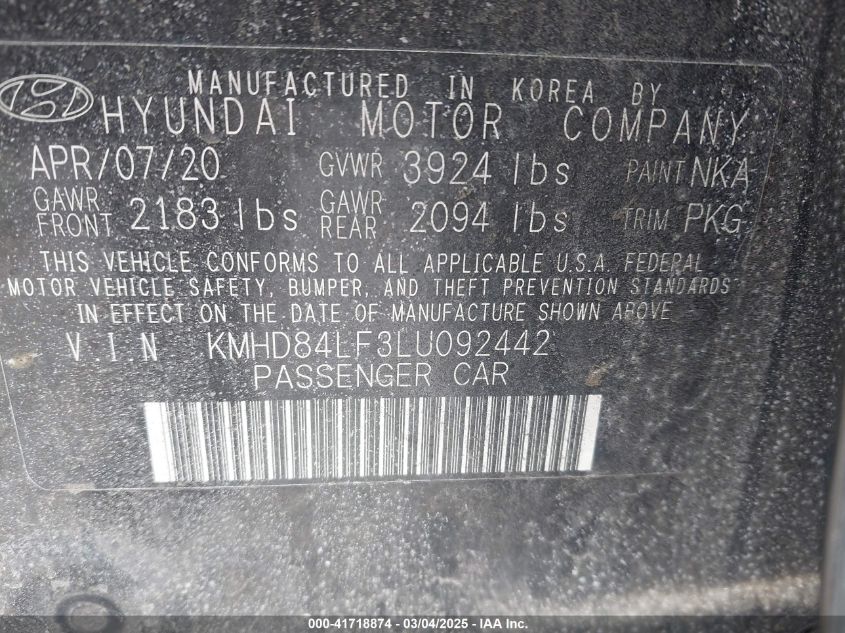 MANUFACTURED IN KOREA BY
HYUNDAI MOTOR COMPANY
APR/07/20 GVWR 3924 lbs PAINT NKA
GAWR FRONT 2183 lbs GAWR REAR 2094 lbs TRIM PKG
THIS VEHICLE CONFORMS TO ALL APPLICABLE U.S.A. FEDERAL
MOTOR VEHICLE SAFETY, BUMPER, AND THEFT PREVENTION STANDARDS
IN EFFECT ON THE DATE OF MANUFACTURE SHOWN ABOVE
VIN KMHD84LF3LU092442
PASSENGER CAR
000-41718874 - 03/04/2025 - IAA Inc.